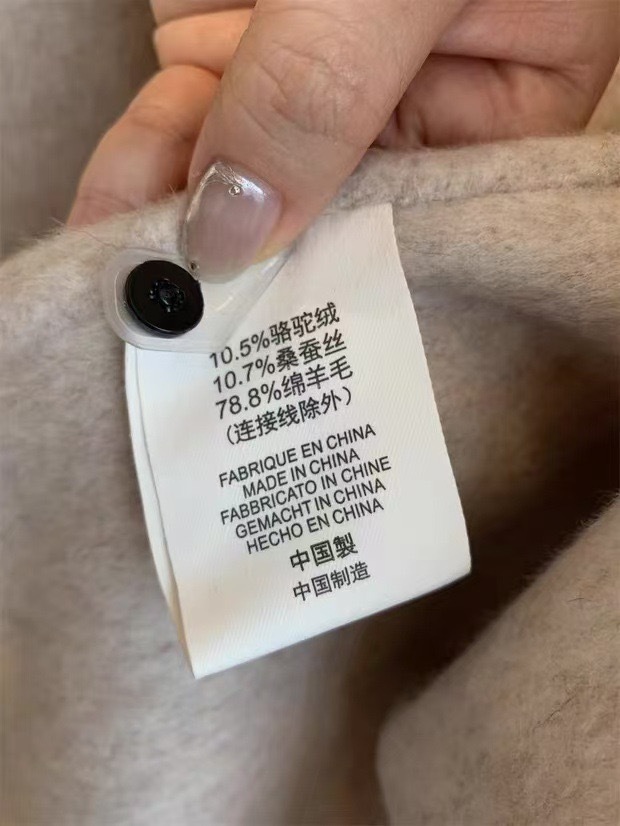 10.5%骆驼绒
10.7%桑蚕丝
78.8%绵羊毛
(连接线除外)
FABRIQUE EN CHINA
MADE IN CHINA
FABBRICATO IN CHINE
GEMACHT IN CHINA
HECHO EN CHINA
中国製
中国制造